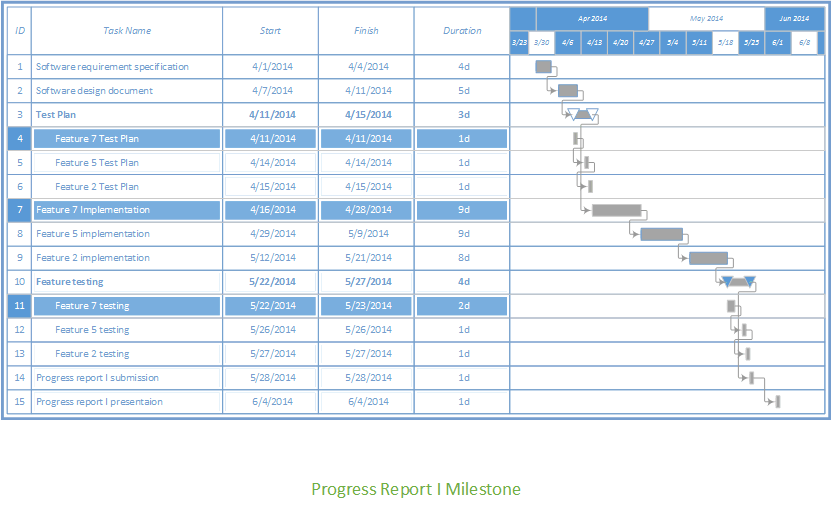 ID Task Name Start Finish Duration Apr 2014 May 2014 Jun 2014
3/23 3/30 4/6 4/13 4/20 4/27 5/4 5/11 5/18 5/25 6/1 6/8
1 Software requirement specification 4/1/2014 4/4/2014 4d
2 Software design document 4/7/2014 4/11/2014 5d
3 Test Plan 4/11/2014 4/15/2014 3d
4 Feature 7 Test Plan 4/11/2014 4/11/2014 1d
5 Feature 5 Test Plan 4/14/2014 4/14/2014 1d
6 Feature 2 Test Plan 4/15/2014 4/15/2014 1d
7 Feature 7 Implementation 4/16/2014 4/28/2014 9d
8 Feature 5 implementation 4/29/2014 5/9/2014 9d
9 Feature 2 implementation 5/12/2014 5/21/2014 8d
10 Feature testing 5/22/2014 5/27/2014 4d
11 Feature 7 testing 5/22/2014 5/23/2014 2d
12 Feature 5 testing 5/26/2014 5/26/2014 1d
13 Feature 2 testing 5/27/2014 5/27/2014 1d
14 Progress report I submission 5/28/2014 5/28/2014 1d
15 Progress report I presentaion 6/4/2014 6/4/2014 1d
Progress Report I Milestone